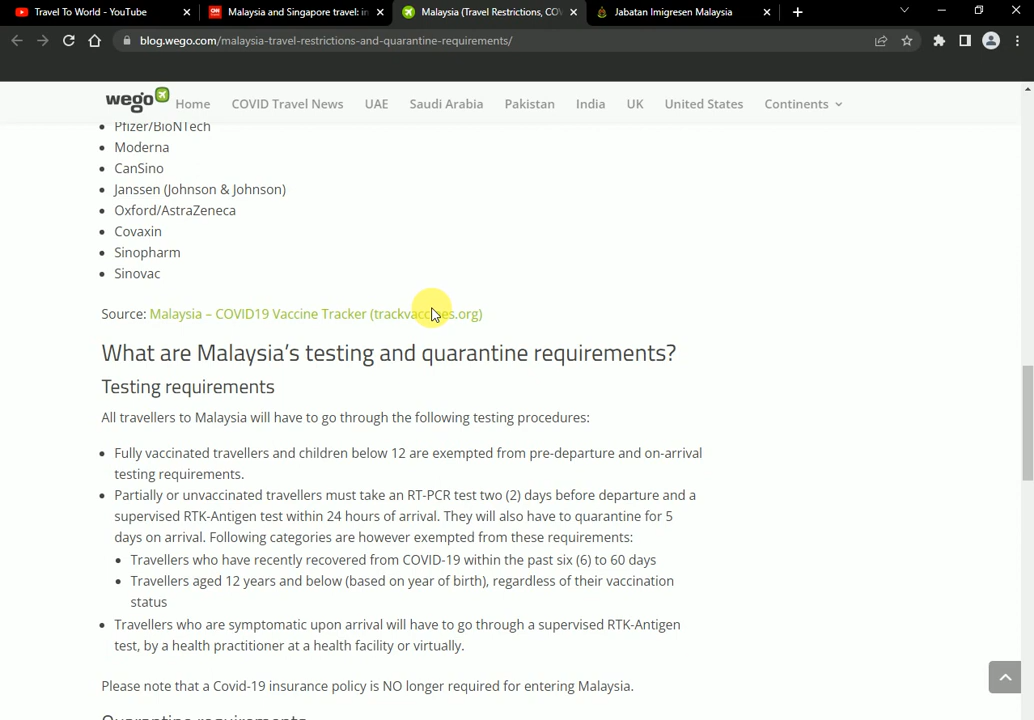 Travel To World - YouTube
Malaysia and Singapore travel: in
Malaysia (Travel Restrictions, CO
Jabatan Imigresen Malaysia
blog.wego.com/malaysia-travel-restrictions-and-quarantine-requirements/
wego Home COVID Travel News UAE Saudi Arabia Pakistan India UK United States Continents
Pfizer/BioNTech
Moderna
CanSino
Janssen (Johnson & Johnson)
Oxford/AstraZeneca
Covaxin
Sinopharm
Sinovac
Source: Malaysia – COVID19 Vaccine Tracker (trackvaccines.org)
What are Malaysia’s testing and quarantine requirements?
Testing requirements
All travellers to Malaysia will have to go through the following testing procedures:
Fully vaccinated travellers and children below 12 are exempted from pre-departure and on-arrival
testing requirements.
Partially or unvaccinated travellers must take an RT-PCR test two (2) days before departure and a
supervised RTK-Antigen test within 24 hours of arrival. They will also have to quarantine for 5
days on arrival. Following categories are however exempted from these requirements:
Travellers who have recently recovered from COVID-19 within the past six (6) to 60 days
Travellers aged 12 years and below (based on year of birth), regardless of their vaccination
status
Travellers who are symptomatic upon arrival will have to go through a supervised RTK-Antigen
test, by a health practitioner at a health facility or virtually.
Please note that a Covid-19 insurance policy is NO longer required for entering Malaysia.
Quarantine requirements